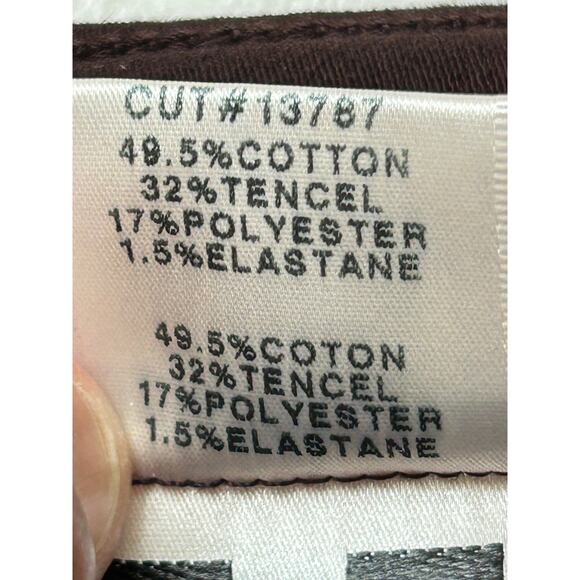 CUT#13787
49.5%COTTON
32%TENCEL
17%POLYESTER
1.5%ELASTANE
49.5%COTON
32%TENCEL
17%POLYESTER
1.5%ELASTANE